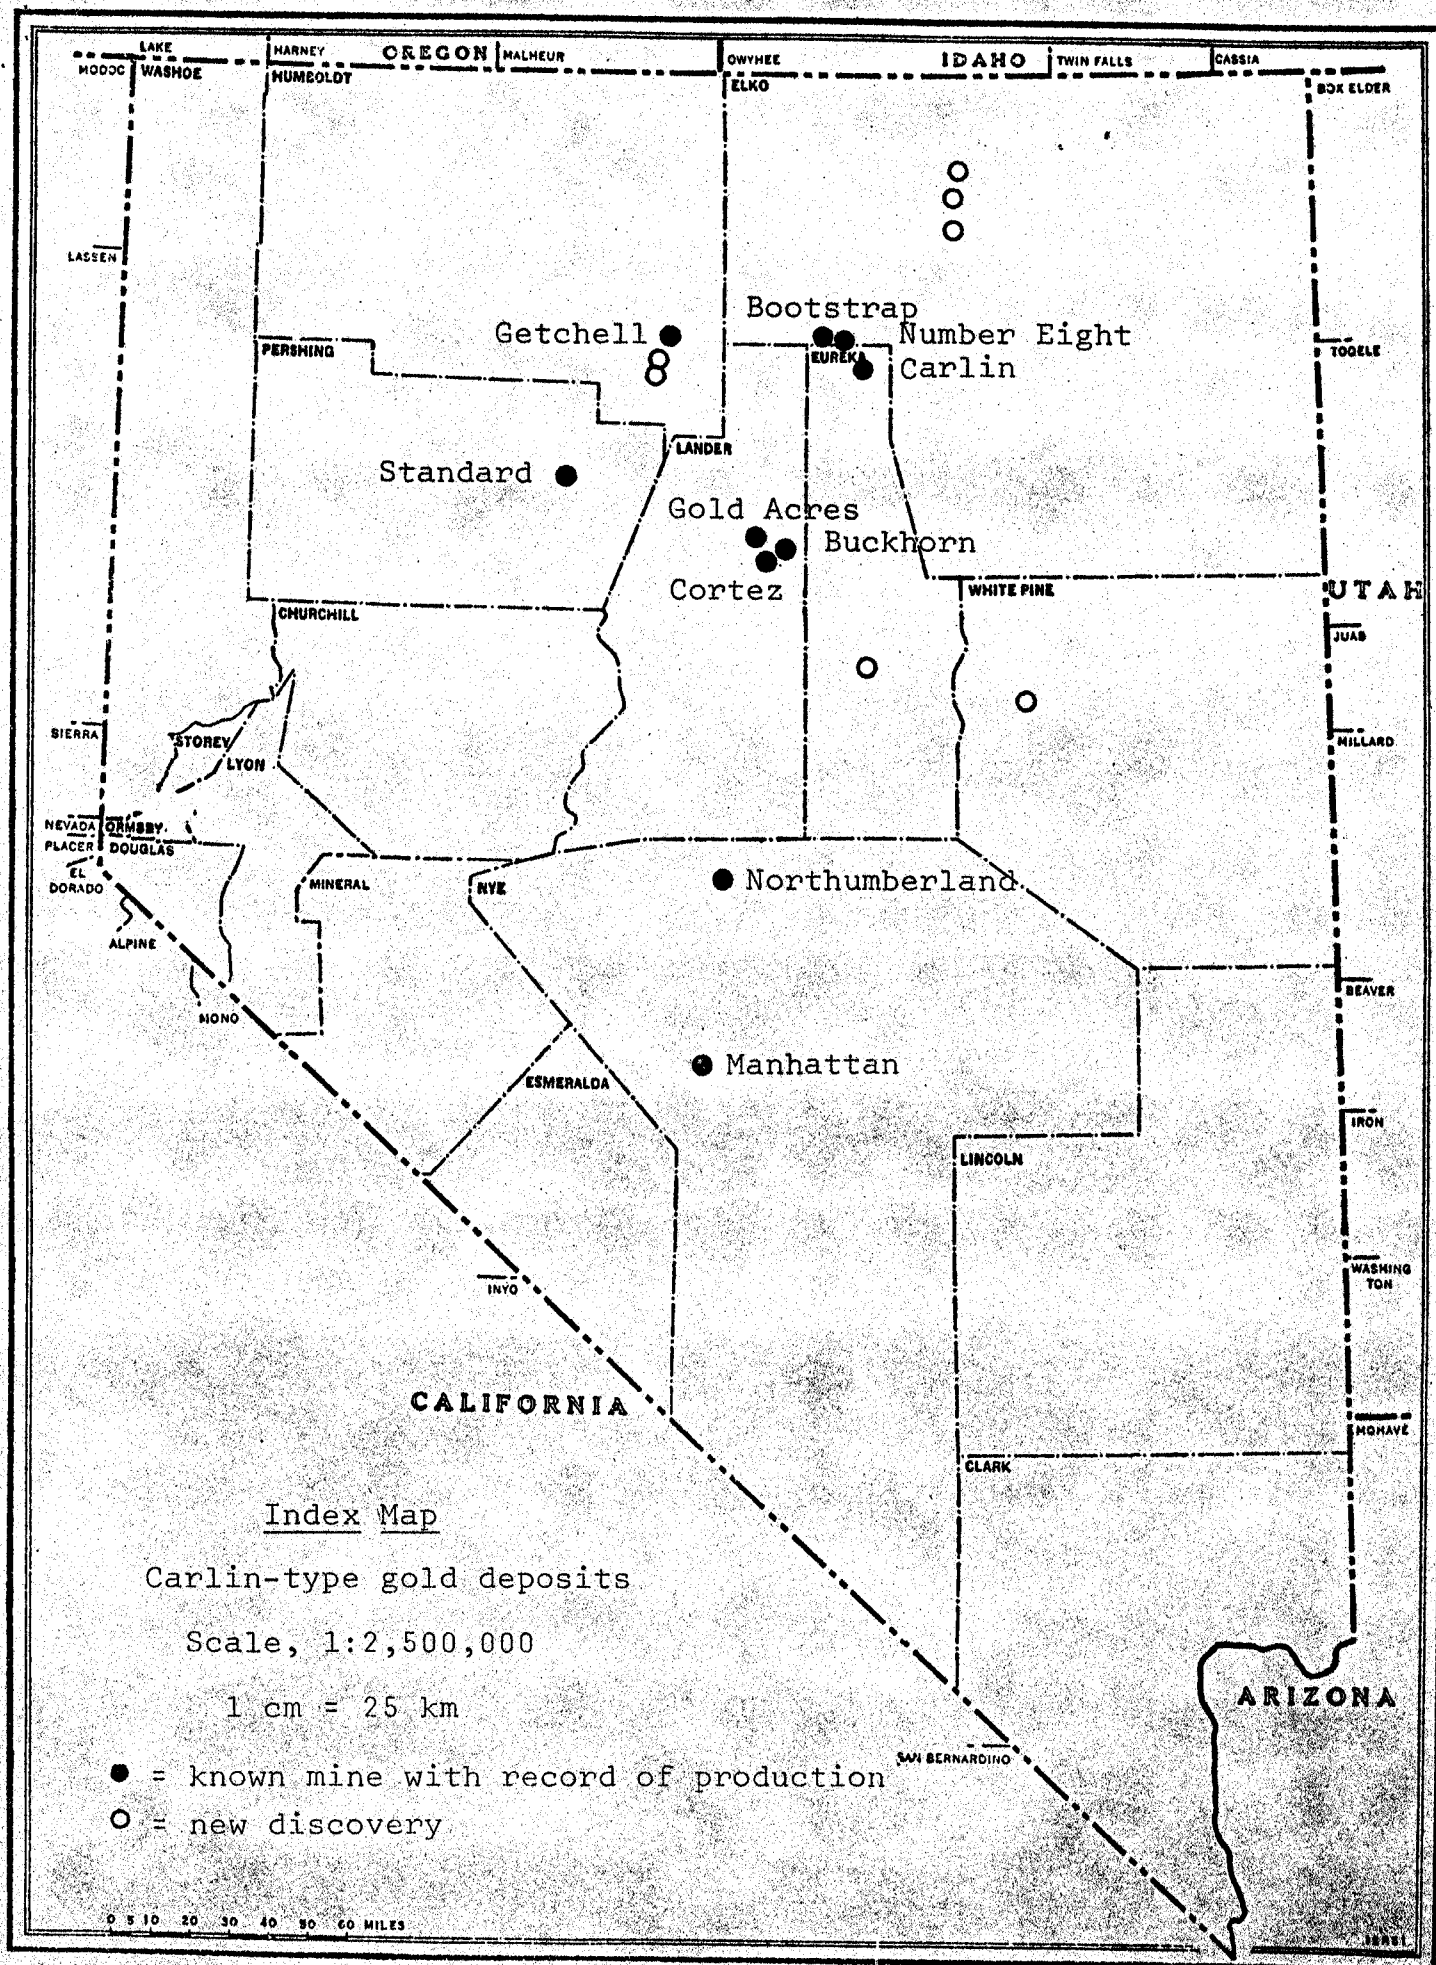 LAKE
HARNEY
OREGON
MALHEUR
OWYHEE
IDAHO
TWIN FALLS
CASSIA
MODOC
WASHOE
HUMBOLDT
ELKO
BOX ELDER
LASSEN
Bootstrap
Getchell
Number Eight
PERSHING
EUREKA
Carlin
TOOELE
LANDER
Standard
Gold Acres
Buckhorn
Cortez
WHITE PINE
UTAH
CHURCHILL
JUAB
SIERRA
STOREY
LYON
MILLARD
NEVADA
ORMSBY
PLACER
DOUGLAS
EL
DORADO
MINERAL
NYE
Northumberland
ALPINE
BEAVER
MONO
Manhattan
ESMERALDA
IRON
LINCOLN
WASHING
TON
INYO
CALIFORNIA
MOHAVE
CLARK
Index Map
Carlin-type gold deposits
Scale, 1:2,500,000
1 cm = 25 km
ARIZONA
SAN BERNARDINO
= known mine with record of production
= new discovery
0 5 10 20 30 40 50 60 MILES